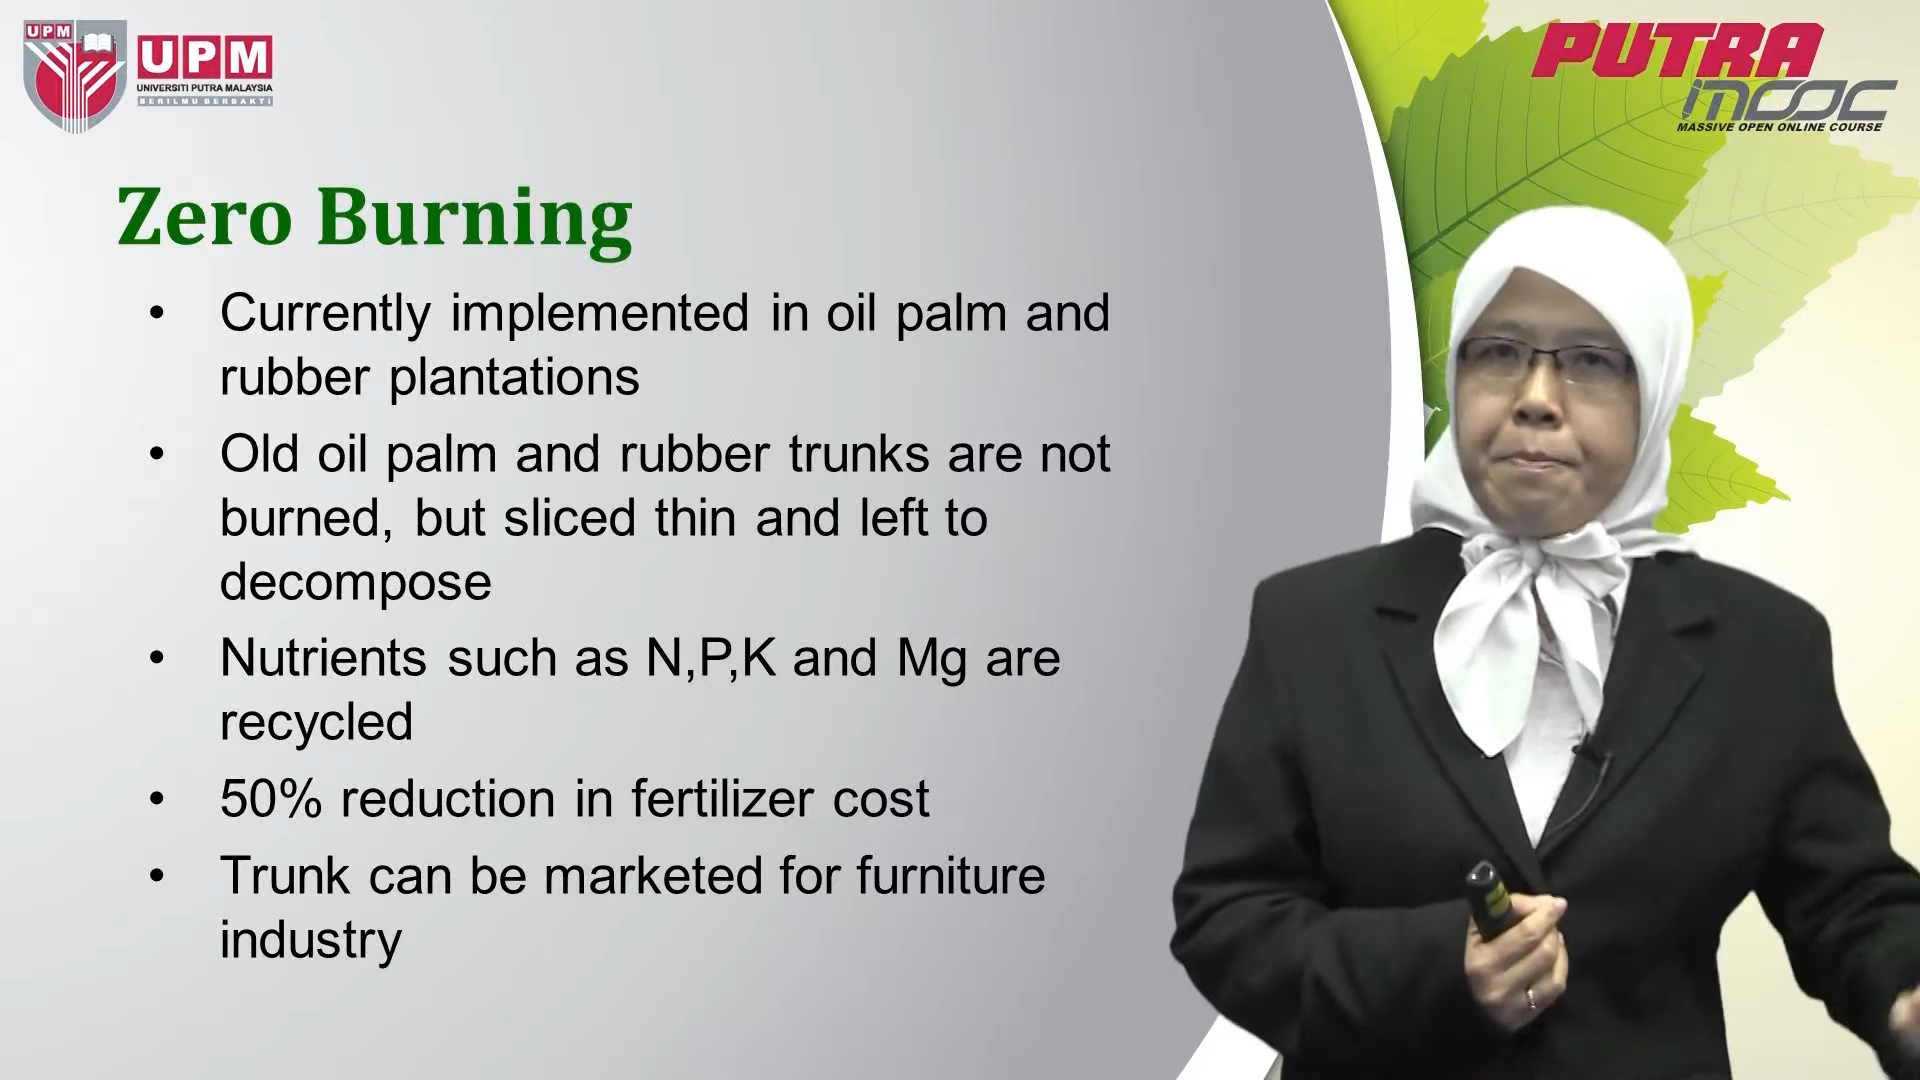 UPM
UPM
UNIVERSITI PUTRA MALAYSIA
BERILMU BERBAKTI
PUTRA
mooc
MASSIVE OPEN ONLINE COURSE
Zero Burning
• Currently implemented in oil palm and
rubber plantations
• Old oil palm and rubber trunks are not
burned, but sliced thin and left to
decompose
• Nutrients such as N,P,K and Mg are
recycled
• 50% reduction in fertilizer cost
• Trunk can be marketed for furniture
industry